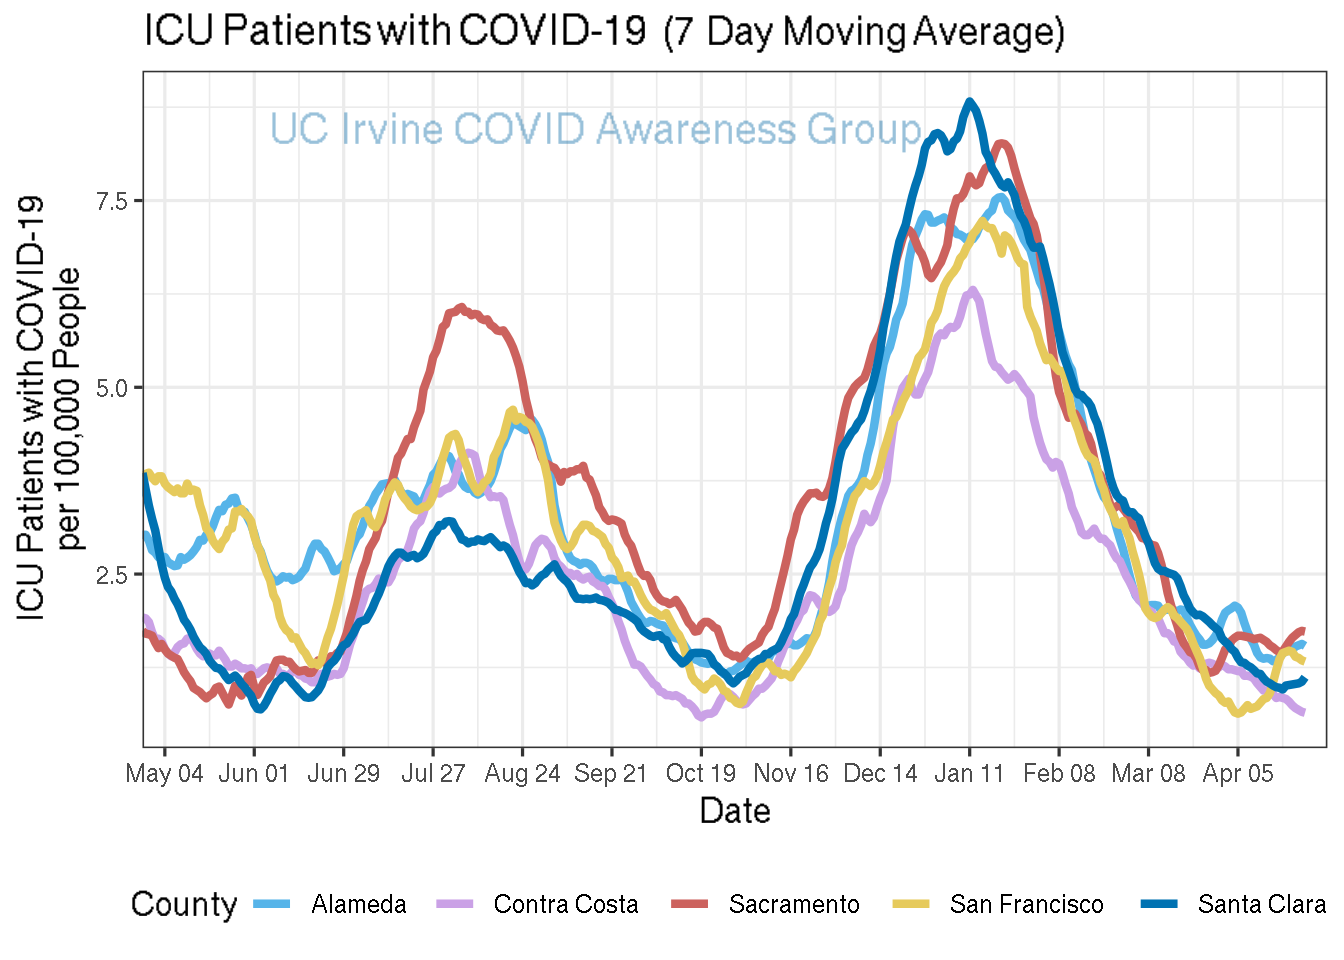 ICU Patients with COVID-19 (7 Day Moving Average)
UC Irvine COVID Awareness Group
ICU Patients with COVID-19
per 100,000 People
7.5
5.0
2.5
May 04 Jun 01 Jun 29 Jul 27 Aug 24 Sep 21 Oct 19 Nov 16 Dec 14 Jan 11 Feb 08 Mar 08 Apr 05
Date
County Alameda Contra Costa Sacramento San Francisco Santa Clara